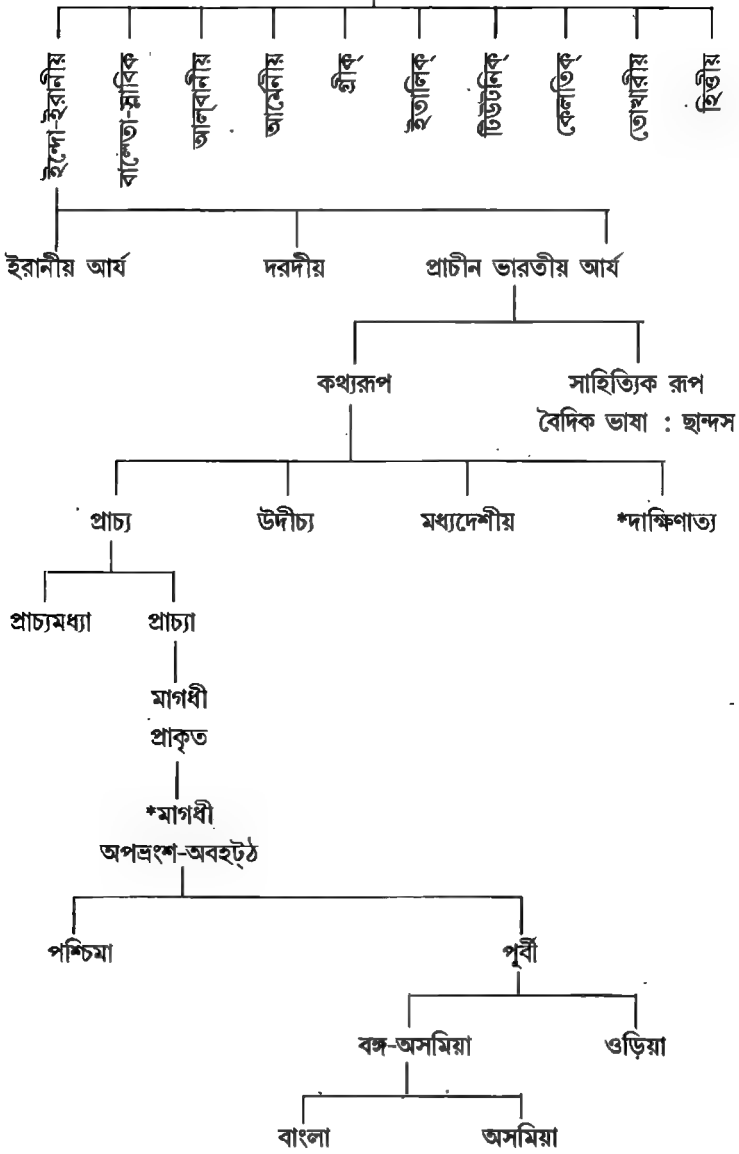 ইন্দো-ইরানীয় বাল্তো-স্লাবিক আল্‌বানীয় আর্মেনীয় গ্রীক্ ইতালিক্ টিউটনিক্ কেলতিক্ তোখারীয় হিত্তীয়
ইরানীয় আর্য দরদীয় প্রাচীন ভারতীয় আর্য
কথ্যরূপ সাহিত্যিক রূপ
বৈদিক ভাষা : ছান্দস
প্রাচ্য উদীচ্য মধ্যদেশীয় *দাক্ষিণাত্য
প্রাচ্যমধ্যা প্রাচ্যা
মাগধী
প্রাকৃত
*মাগধী
অপভ্রংশ-অবহট্‌ঠ
পশ্চিমা পূর্বী
বঙ্গ-অসমিয়া ওড়িয়া
বাংলা অসমিয়া